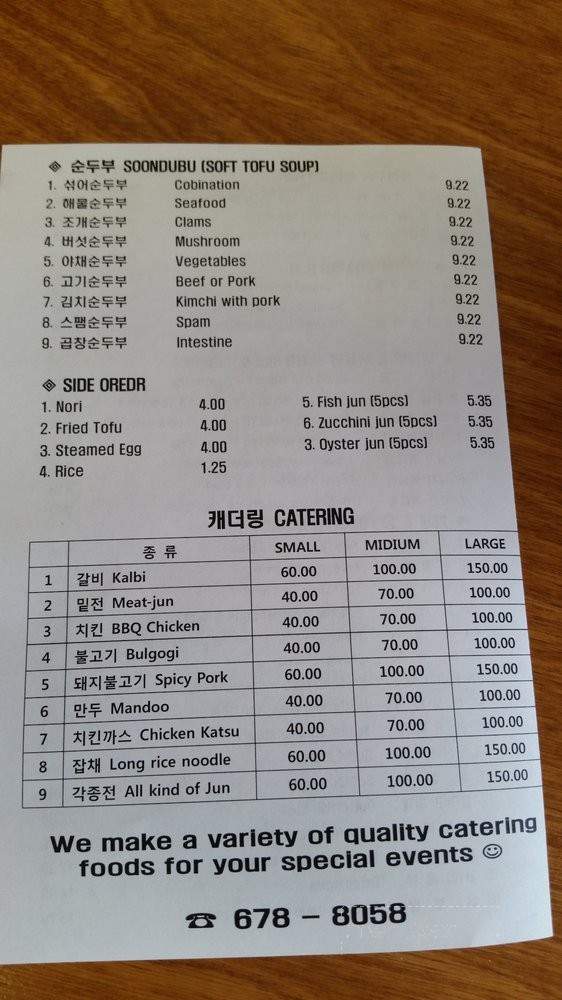 ◈ 순두부 SOONDUBU (SOFT TOFU SOUP)
1. 섞어순두부 Cobination 9.22
2. 해물순두부 Seafood 9.22
3. 조개순두부 Clams 9.22
4. 버섯순두부 Mushroom 9.22
5. 야채순두부 Vegetables 9.22
6. 고기순두부 Beef or Pork 9.22
7. 김치순두부 Kimchi with pork 9.22
8. 스팸순두부 Spam 9.22
9. 곱창순두부 Intestine 9.22
◈ SIDE OREDR
1. Nori 4.00 5. Fish jun (5pcs) 5.35
2. Fried Tofu 4.00 6. Zucchini jun (5pcs) 5.35
3. Steamed Egg 4.00 3. Oyster jun (5pcs) 5.35
4. Rice 1.25
캐더링 CATERING
종 류 SMALL MIDIUM LARGE
1 갈비 Kalbi 60.00 100.00 150.00
2 밑전 Meat-jun 40.00 70.00 100.00
3 치킨 BBQ Chicken 40.00 70.00 100.00
4 불고기 Bulgogi 40.00 70.00 100.00
5 돼지불고기 Spicy Pork 60.00 100.00 150.00
6 만두 Mandoo 40.00 70.00 100.00
7 치킨까스 Chicken Katsu 40.00 70.00 100.00
8 잡채 Long rice noodle 60.00 100.00 150.00
9 각종전 All kind of Jun 60.00 100.00 150.00
We make a variety of quality catering
foods for your special events ☺
☎ 678 – 8058